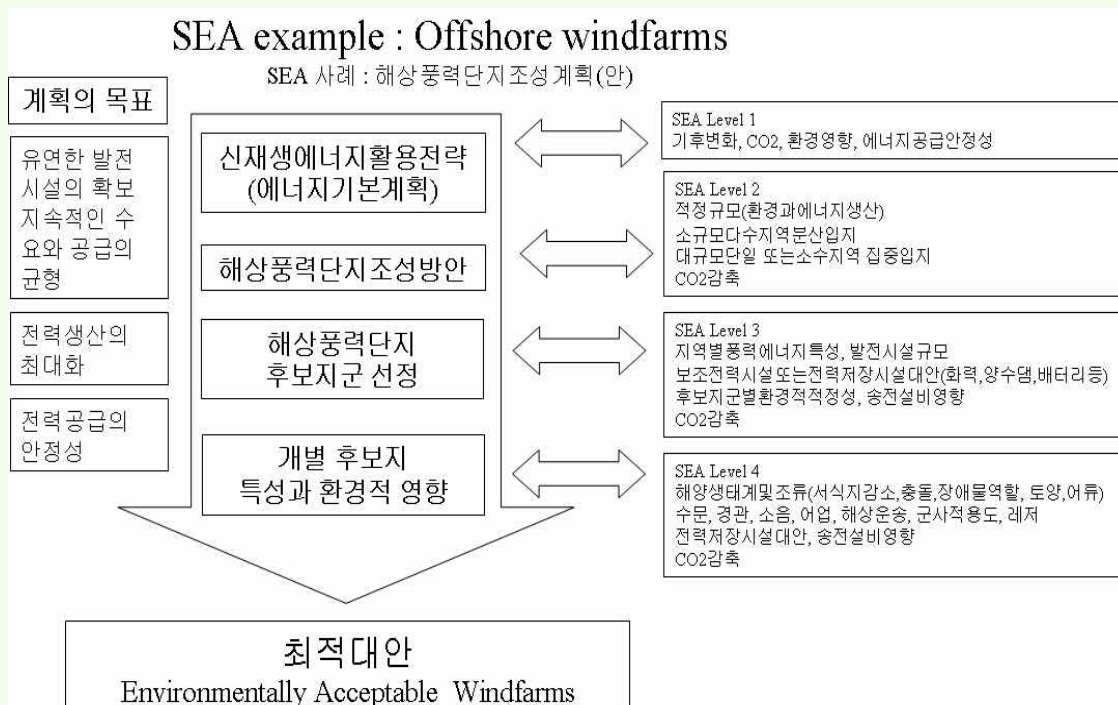 SEA example : Offshore windfarms
SEA 사례 : 해상풍력단지조성계획(안)
계획의 목표
유연한 발전
시설의 확보
지속적인 수
요와 공급의
균형
전력생산의
최대화
전력공급의
안정성
신재생에너지활용전략
(에너지기본계획)
해상풍력단지조성방안
해상풍력단지
후보지군 선정
개별 후보지
특성과 환경적 영향
SEA Level 1
기후변화, CO2, 환경영향, 에너지공급안정성
SEA Level 2
적정규모(환경과에너지생산)
소규모다수지역분산입지
대규모단일 또는소수지역 집중입지
CO2감축
SEA Level 3
지역별풍력에너지특성, 발전시설규모
보조전력시설또는전력저장시설대안(화력,양수댐,배터리등)
후보지군별환경적적정성, 송전설비영향
CO2감축
SEA Level 4
해양생태계및조류(서식지감소,충돌,장애물역할, 토양,어류)
수문, 경관, 소음, 어업, 해상운송, 군사적용도, 레저
전력저장시설대안, 송전설비영향
CO2감축
최적대안
Environmentally Acceptable Windfarms